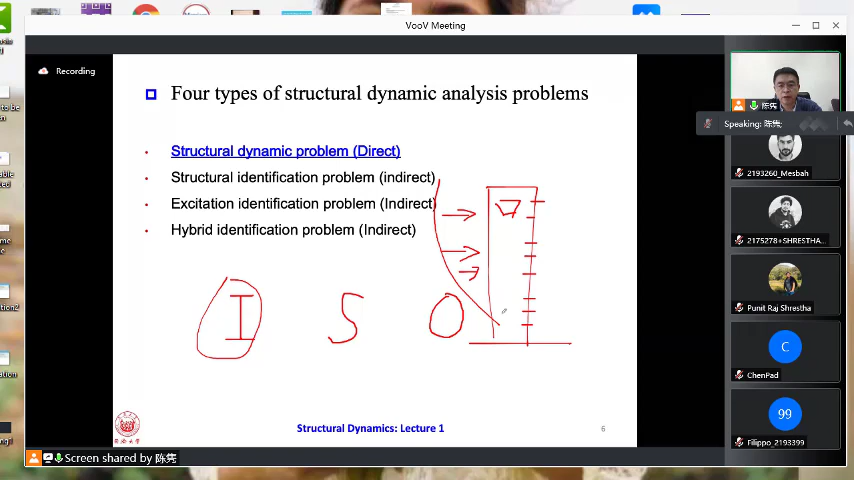 VooV Meeting
Recording
Four types of structural dynamic analysis problems
Structural dynamic problem (Direct)
Structural identification problem (indirect)
Excitation identification problem (Indirect)
Hybrid identification problem (Indirect)
I S O
Structural Dynamics: Lecture 1
6
Screen shared by 陈隽
陈隽
Speaking: 陈隽;
2193260_Mesbah
2175278+SHRESTHA...
Punit Raj Shrestha
C
ChenPad
99
Filippo_2193399